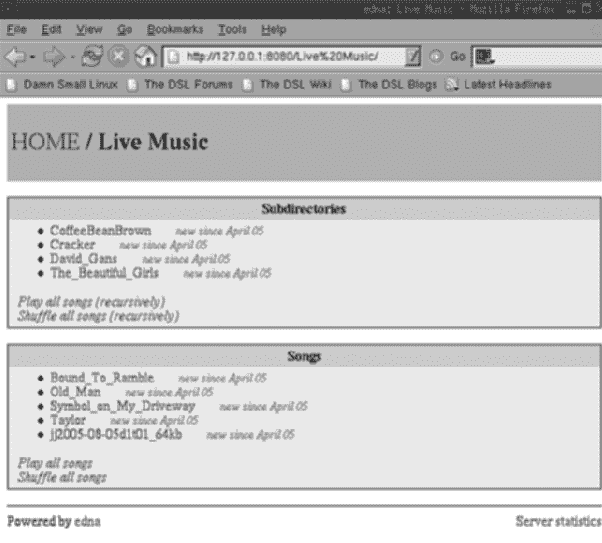 edna: Live Music - Mozilla Firefox
File Edit View Go Bookmarks Tools Help
http://127.0.0.1:8080/Live%20Music/ Go
Damn Small Linux The DSL Forums The DSL Wiki The DSL Blogs Latest Headlines
HOME / Live Music
Subdirectories
CoffeeBeanBrown new since April 05
Cracker new since April 05
David_Gans new since April 05
The_Beautiful_Girls new since April 05
Play all songs (recursively)
Shuffle all songs (recursively)
Songs
Bound_To_Ramble new since April 05
Old_Man new since April 05
Symbol_on_My_Driveway new since April 05
Taylor new since April 05
jj2005-08-05d1t01_64kb new since April 05
Play all songs
Shuffle all songs
Powered by edna Server statistics